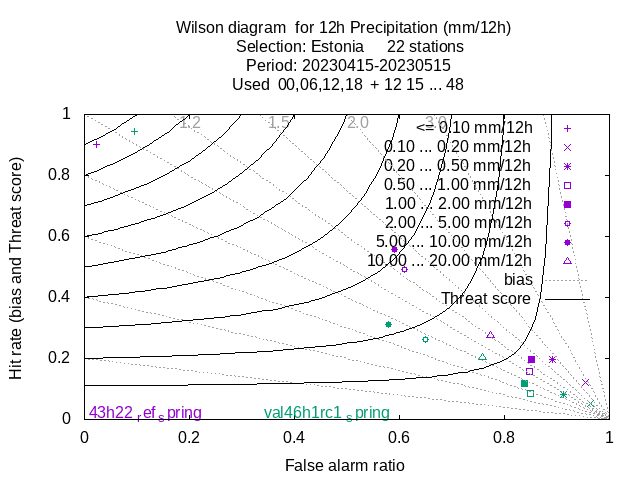 Wilson diagram  for 12h Precipitation (mm/12h)
Selection: Estonia     22 stations
Period: 20230415-20230515
Used  00,06,12,18  + 12 15 ... 48
1.2 1.5 2.0 3.0
<= 0.10 mm/12h
0.10 ... 0.20 mm/12h
0.20 ... 0.50 mm/12h
0.50 ... 1.00 mm/12h
1.00 ... 2.00 mm/12h
2.00 ... 5.00 mm/12h
5.00 ... 10.00 mm/12h
10.00 ... 20.00 mm/12h
bias
Threat score
Hit rate (bias and Threat score)
1
0.8
0.6
0.4
0.2
0
43h22_ref_spring val46h1rc1_spring
0 0.2 0.4 0.6 0.8 1
False alarm ratio